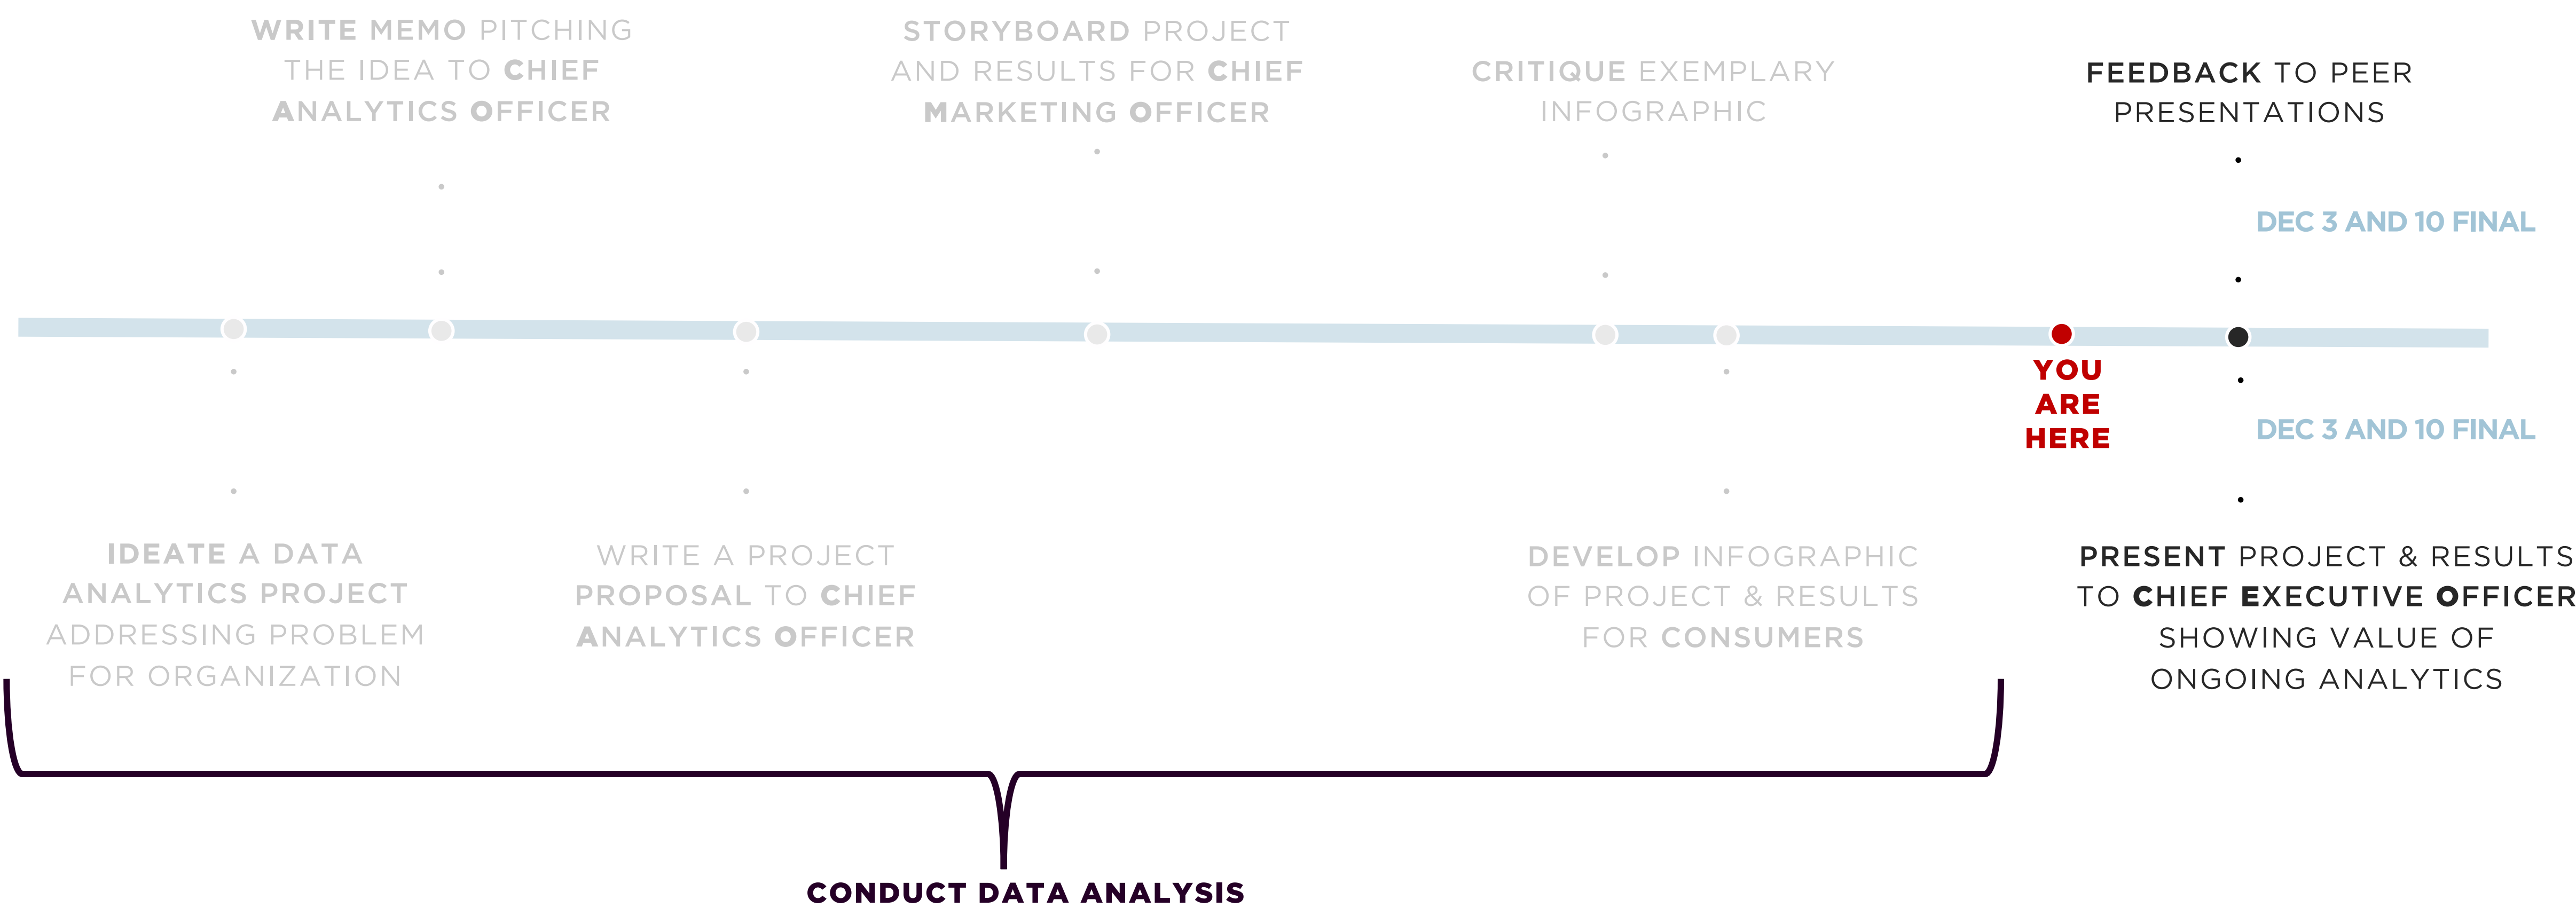 WRITE MEMO PITCHING
THE IDEA TO CHIEF
ANALYTICS OFFICER
STORYBOARD PROJECT
AND RESULTS FOR CHIEF
MARKETING OFFICER
CRITIQUE EXEMPLARY
INFOGRAPHIC
FEEDBACK TO PEER
PRESENTATIONS
DEC 3 AND 10 FINAL
YOU
ARE
HERE
DEC 3 AND 10 FINAL
IDEATE A DATA
ANALYTICS PROJECT
ADDRESSING PROBLEM
FOR ORGANIZATION
WRITE A PROJECT
PROPOSAL TO CHIEF
ANALYTICS OFFICER
DEVELOP INFOGRAPHIC
OF PROJECT & RESULTS
FOR CONSUMERS
PRESENT PROJECT & RESULTS
TO CHIEF EXECUTIVE OFFICER
SHOWING VALUE OF
ONGOING ANALYTICS
CONDUCT DATA ANALYSIS